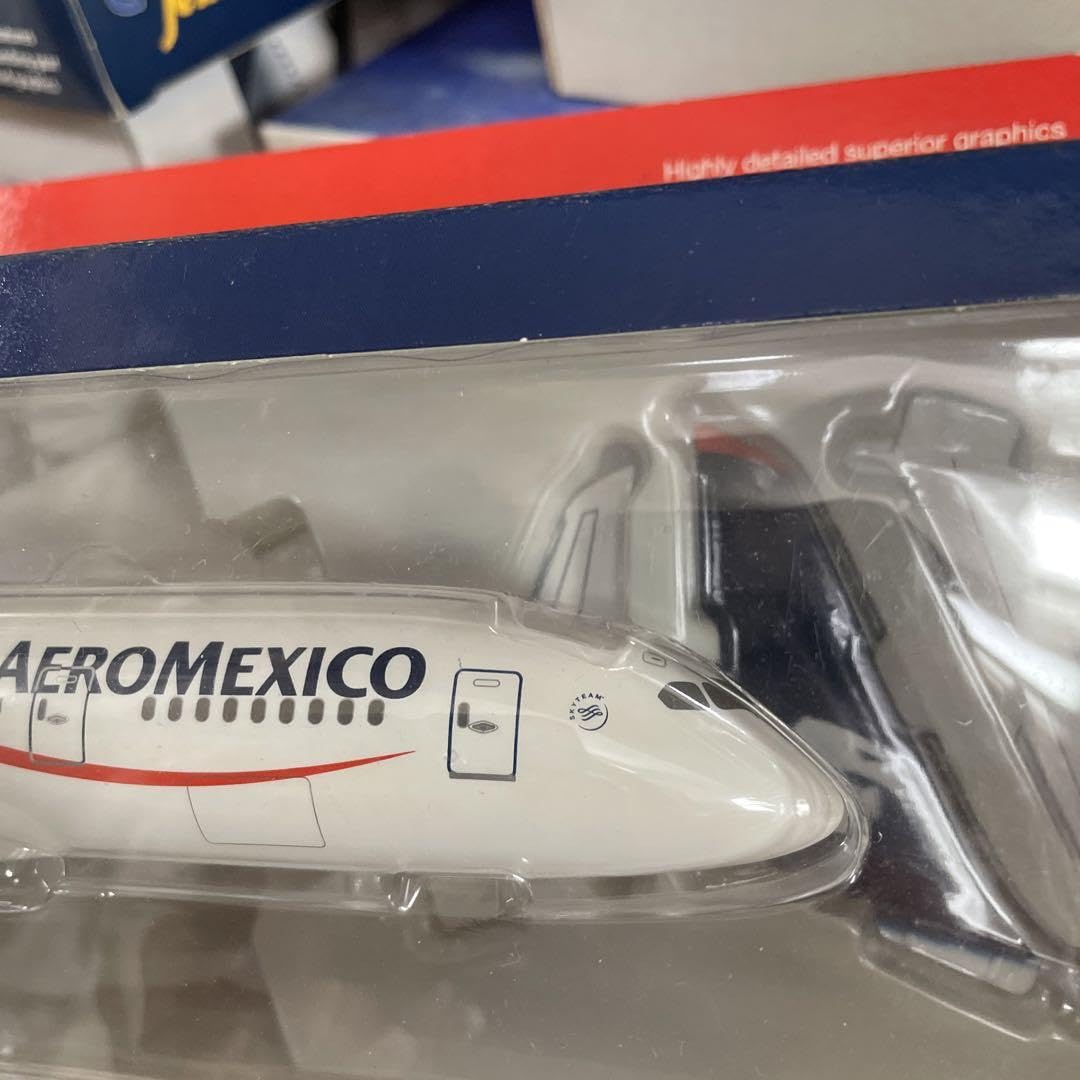 Highly detailed superior graphics
AEROMEXICO
SKYTEAM